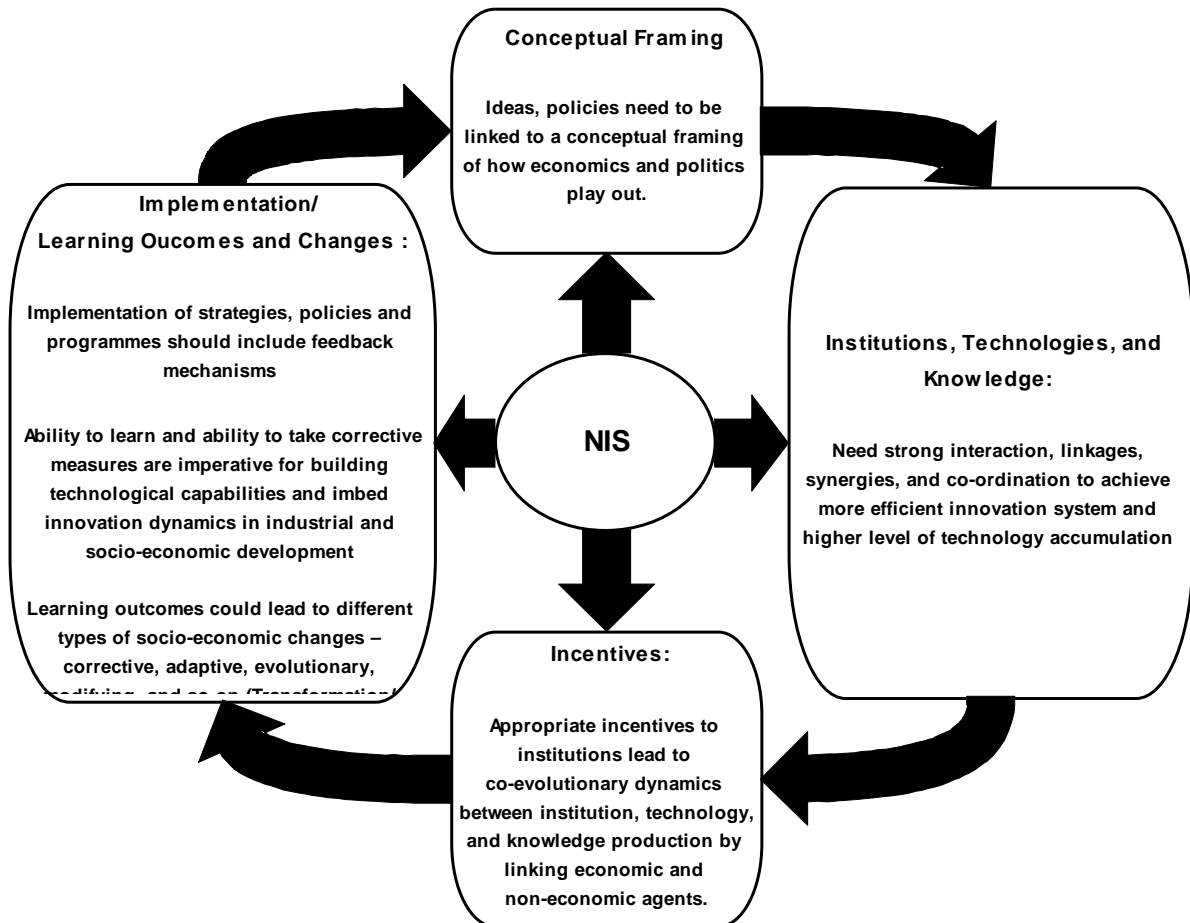 Conceptual Framing
Ideas, policies need to be
linked to a conceptual framing
of how economics and politics
play out.
Implementation/
Learning Oucomes and Changes :
Implementation of strategies, policies and
programmes should include feedback
mechanisms
Ability to learn and ability to take corrective
measures are imperative for building
technological capabilities and imbed
innovation dynamics in industrial and
socio-economic development
Learning outcomes could lead to different
types of socio-economic changes –
corrective, adaptive, evolutionary,
modifying, and so on (Transformation/
NIS
Institutions, Technologies, and
Knowledge:
Need strong interaction, linkages,
synergies, and co-ordination to achieve
more efficient innovation system and
higher level of technology accumulation
Incentives:
Appropriate incentives to
institutions lead to
co-evolutionary dynamics
between institution, technology,
and knowledge production by
linking economic and
non-economic agents.